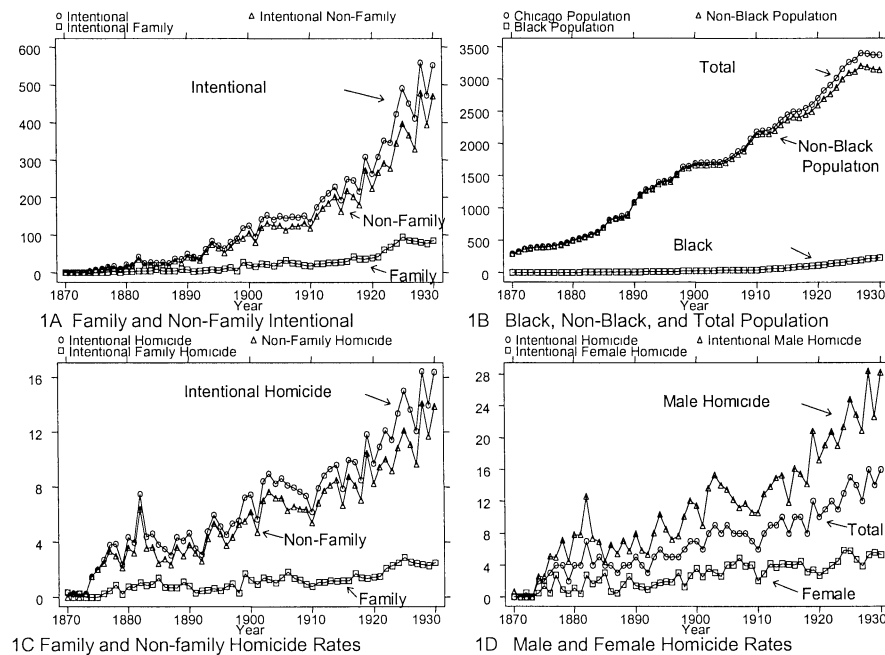 Intentional
Intentional Non-Family
Intentional Family
600
500
400
300
200
100
0
Intentional
Non-Family
Family
1870 1880 1890 1900 1910 1920 1930
Year
1A Family and Non-Family Intentional
Chicago Population
Non-Black Population
Black Population
3500
3000
2500
2000
1500
1000
500
0
Total
Non-Black
Population
Black
1870 1880 1890 1900 1910 1920 1930
Year
1B Black, Non-Black, and Total Population
Intentional Homicide
Non-Family Homicide
Intentional Family Homicide
16
12
8
4
0
Intentional Homicide
Non-Family
Family
1870 1880 1890 1900 1910 1920 1930
Year
1C Family and Non-family Homicide Rates
Intentional Homicide
Intentional Male Homicde
Intentional Female Homicide
28
24
20
16
12
8
4
0
Male Homicide
Total
Female
1870 1880 1890 1900 1910 1920 1930
Year
1D Male and Female Homicide Rates